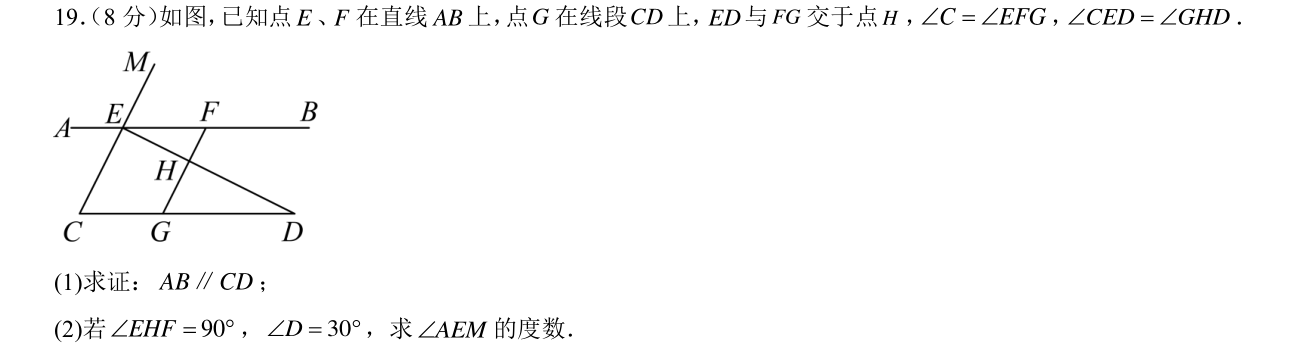 19.(8 分)如图,已知点 E、F 在直线 AB 上,点 G 在线段 CD 上, ED 与 FG 交于点 H , ∠C = ∠EFG , ∠CED = ∠GHD .
M
A E F B
H
C G D
(1)求证: AB // CD ;
(2)若 ∠EHF = 90° , ∠D = 30° , 求 ∠AEM 的度数.